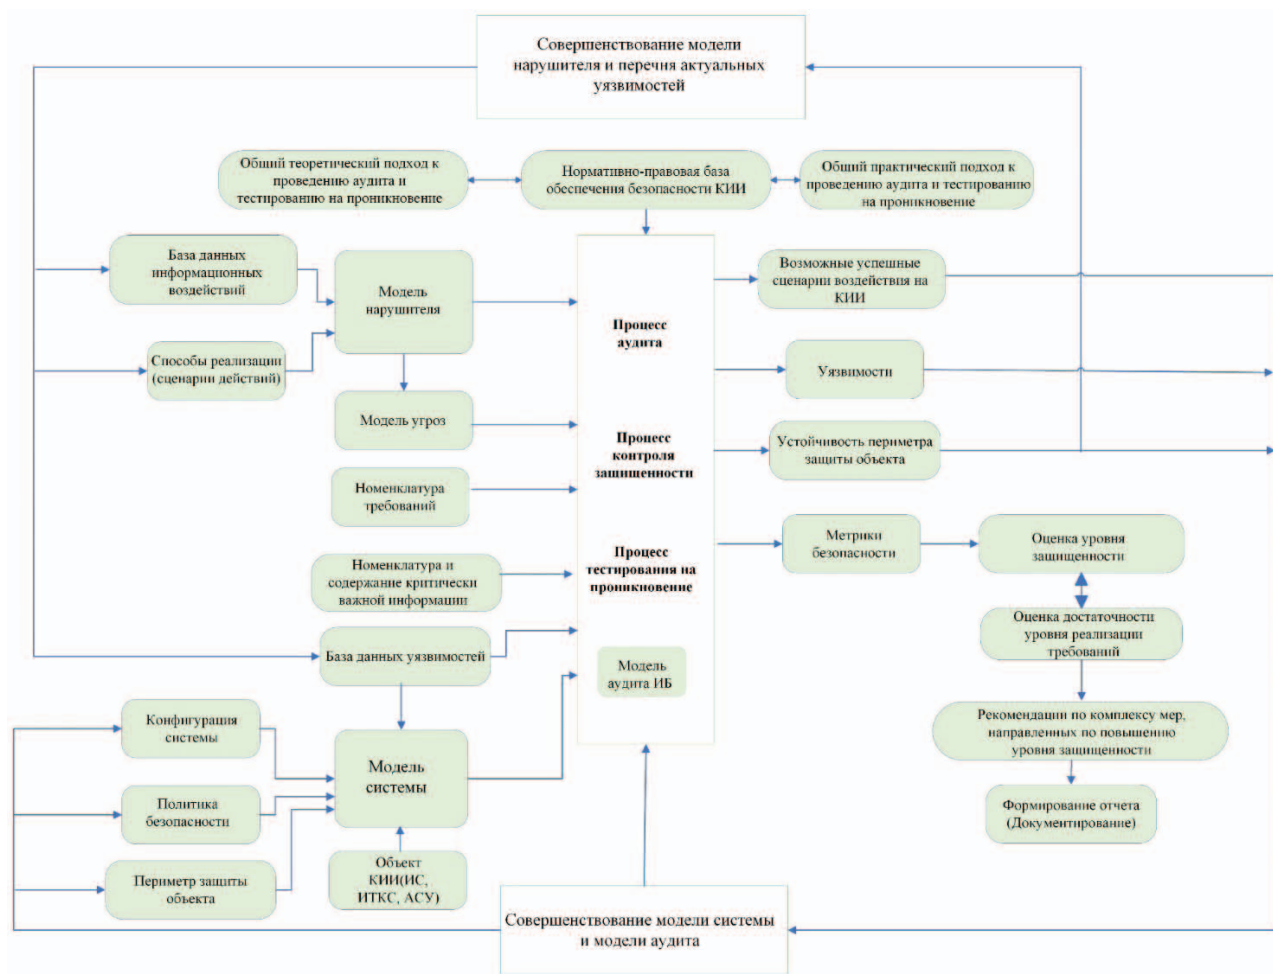 Совершенствование модели
нарушителя и перечня актуальных
уязвимостей
Общий теоретический подход к
проведению аудита и
тестированию на проникновение
Нормативно-правовая база
обеспечения безопасности КИИ
Общий практический подход к
проведению аудита и тестированию
на проникновение
База данных
информационных
воздействий
Модель
нарушителя
Способы реализации
(сценарии действий)
Модель угроз
Номенклатура
требований
Номенклатура и
содержание критически
важной информации
База данных уязвимостей
Конфигурация
системы
Политика
безопасности
Периметр защиты
объекта
Модель
системы
Объект
КИИ(ИС,
ИТКС, АСУ)
Процесс
аудита
Процесс
контроля
защищенности
Процесс
тестирования на
проникновение
Модель
аудита ИБ
Возможные успешные
сценарии воздействия на
КИИ
Уязвимости
Устойчивость периметра
защиты объекта
Метрики
безопасности
Оценка уровня
защищенности
Оценка достаточности
уровня реализации
требований
Рекомендации по комплексу мер,
направленных по повышению
уровня защищенности
Формирование отчета
(Документирование)
Совершенствование модели системы
и модели аудита